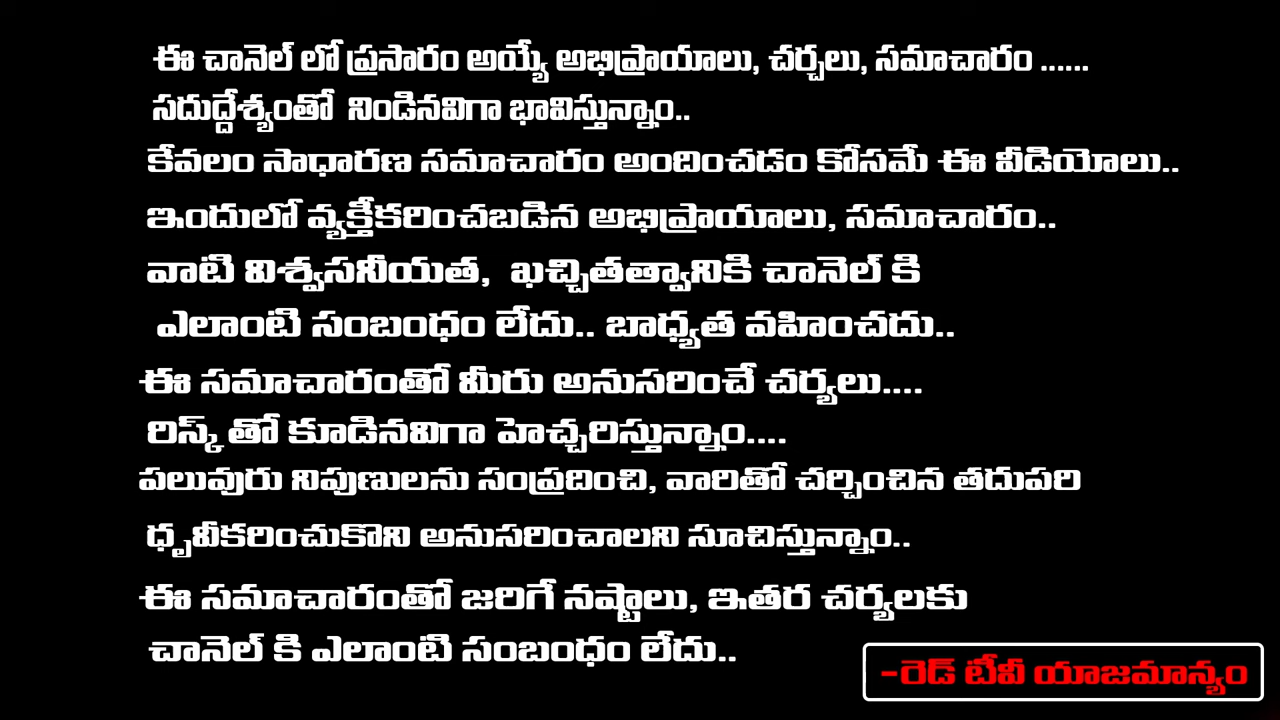 ఈ చానెల్ లో ప్రసారం అయ్యే అభిప్రాయాలు, చర్చలు, సమాచారం ......
సదుద్దేశ్యంతో నిండినవిగా భావిస్తున్నాం..
కేవలం సాధారణ సమాచారం అందించడం కోసమే ఈ వీడియోలు..
ఇందులో వ్యక్తీకరించబడిన అభిప్రాయాలు, సమాచారం..
వాటి విశ్వసనీయత, ఖచ్చితత్వానికి చానెల్ కి
ఎలాంటి సంబంధం లేదు.. బాధ్యత వహించదు..
ఈ సమాచారంతో మీరు అనుసరించే చర్యలు....
రిస్క్ తో కూడినవిగా హెచ్చరిస్తున్నాం....
పలువురు నిపుణులను సంప్రదించి, వారితో చర్చించిన తదుపరి
ధృవీకరించుకొని అనుసరించాలని సూచిస్తున్నాం..
ఈ సమాచారంతో జరిగే నష్టాలు, ఇతర చర్యలకు
చానెల్ కి ఎలాంటి సంబంధం లేదు..
-రెడ్ టీవీ యాజమాన్యం